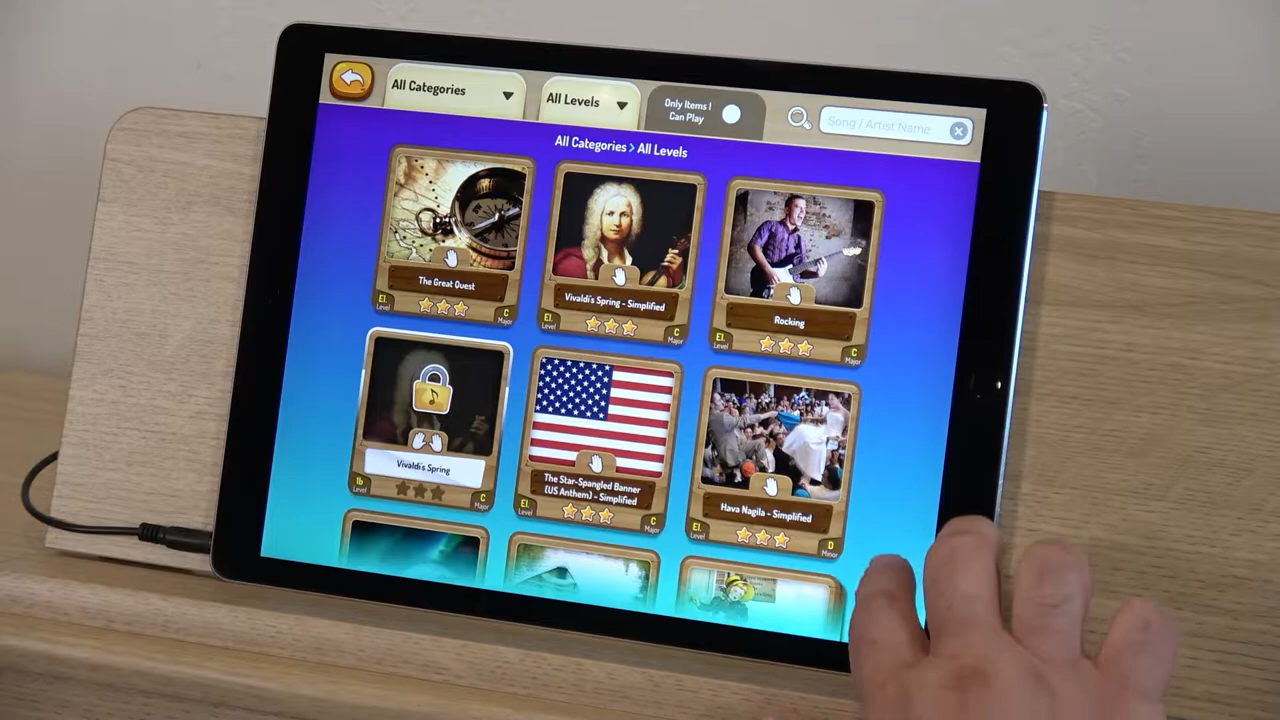 All Categories
All Levels
Only Items I
Can Play
Song / Artist Name
All Categories > All Levels
The Great Quest
El.
Level
C
Major
Vivaldi's Spring - Simplified
El.
Level
C
Major
Rocking
El.
Level
C
Major
Vivaldi's Spring
1b
Level
C
Major
The Star-Spangled Banner
(US Anthem) - Simplified
El.
Level
C
Major
Hava Nagila - Simplified
El.
Level
D
Minor